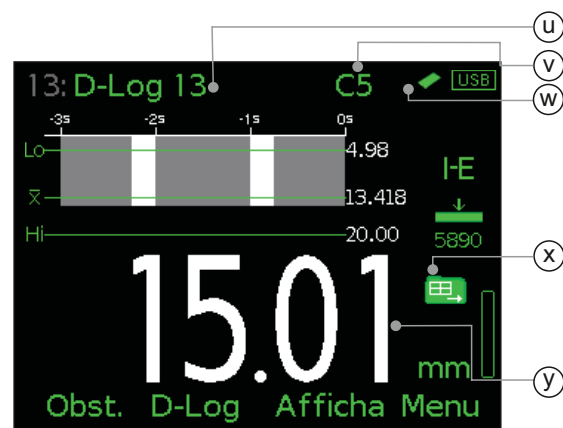 u
13: D-Log 13 C5 USB
v
w
-3s -2s -1s 0s
Lo 4.98
I-E
x̅ 13.418
Hi 20.00
5890
x
15.01
mm
y
Obst. D-Log Afficha Menu